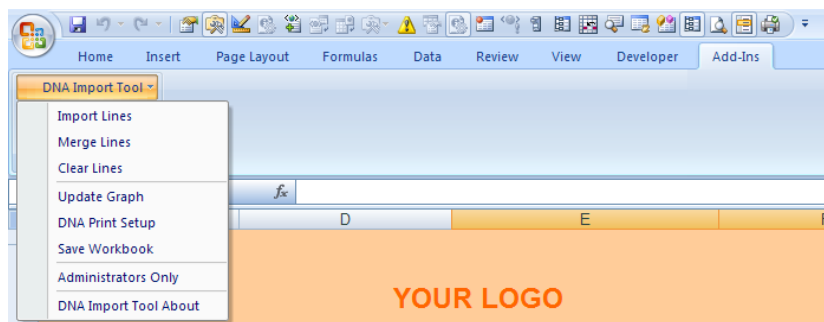 Home Insert Page Layout Formulas Data Review View Developer Add-Ins
DNA Import Tool
Import Lines
Merge Lines
Clear Lines
Update Graph
DNA Print Setup
Save Workbook
Administrators Only
DNA Import Tool About
fx
D E
YOUR LOGO